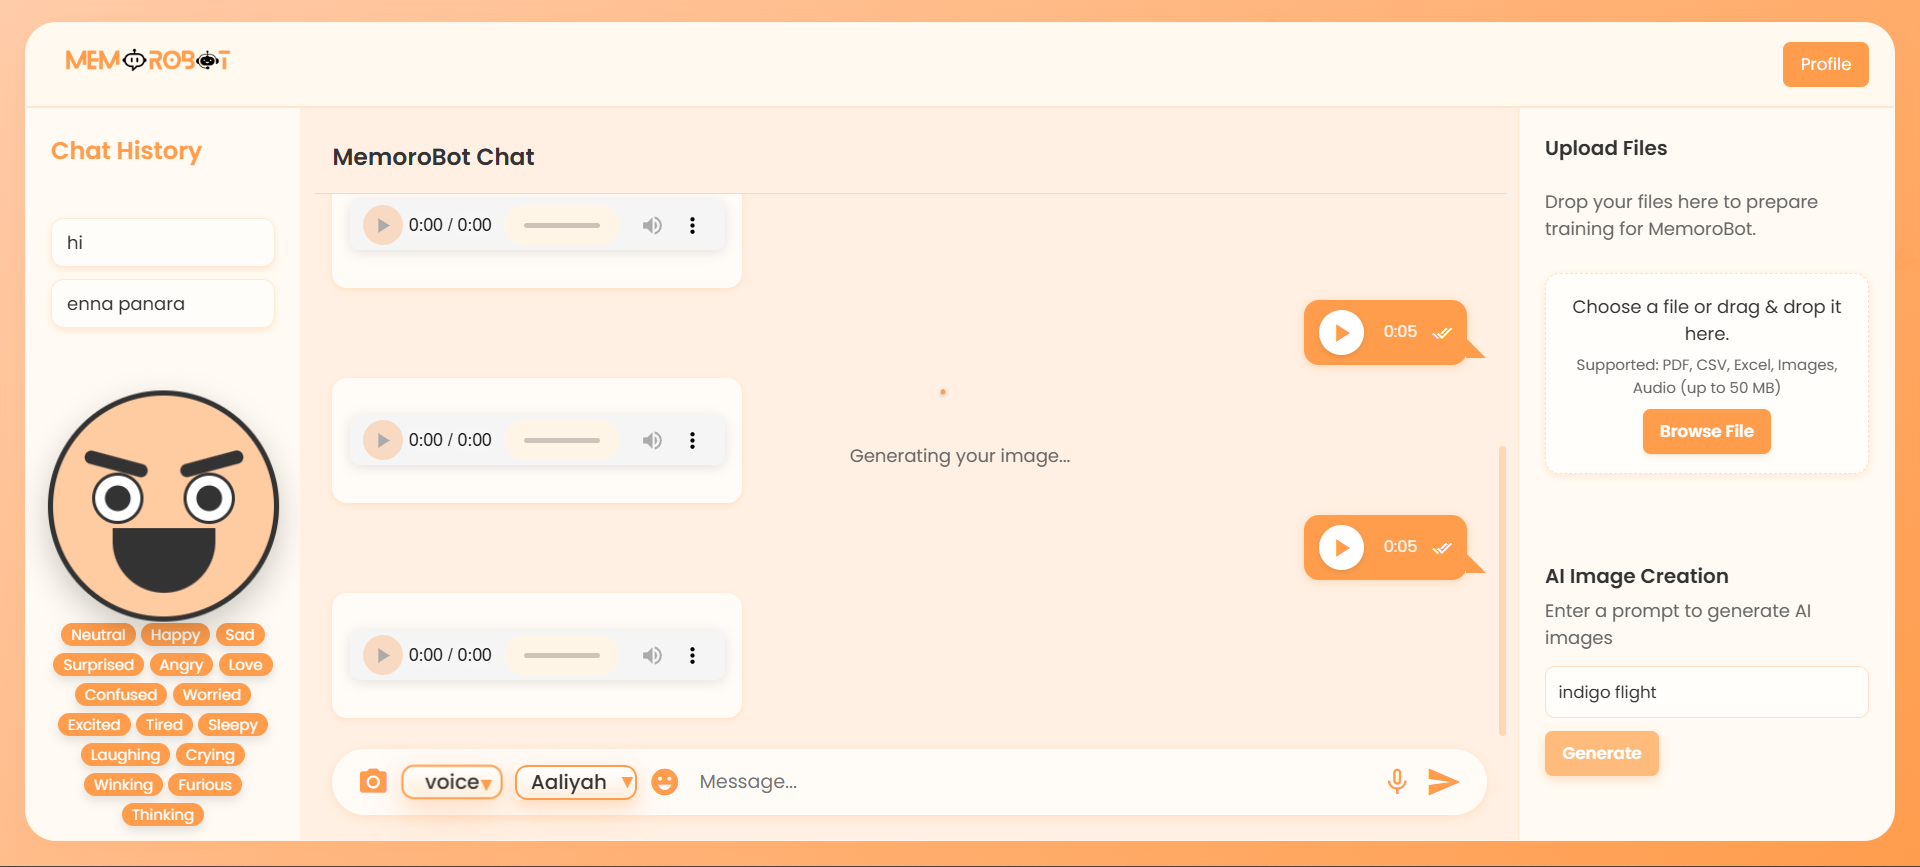 MEMOROBOT
Profile
Chat History
hi
enna panara
Neutral Happy Sad
Surprised Angry Love
Confused Worried
Excited Tired Sleepy
Laughing Crying
Winking Furious
Thinking
MemoroBot Chat
0:00 / 0:00
0:05
0:00 / 0:00
Generating your image...
0:05
0:00 / 0:00
voice Aaliyah Message...
Upload Files
Drop your files here to prepare
training for MemoroBot.
Choose a file or drag & drop it
here.
Supported: PDF, CSV, Excel, Images,
Audio (up to 50 MB)
Browse File
AI Image Creation
Enter a prompt to generate AI
images
indigo flight
Generate